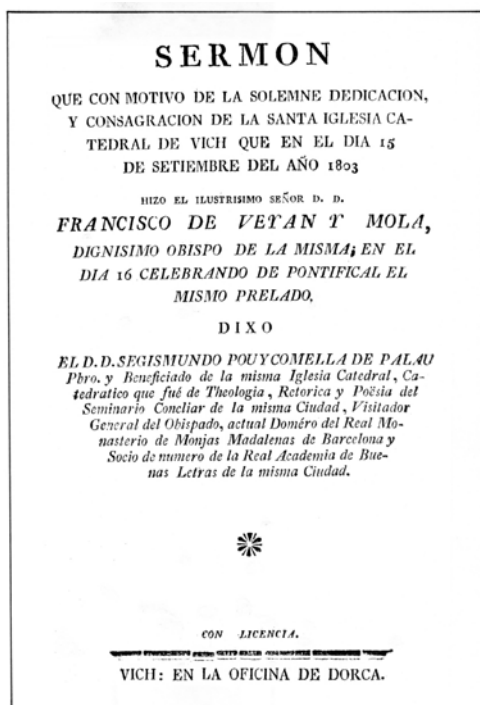 SERMON
QUE CON MOTIVO DE LA SOLEMNE DEDICACION,
Y CONSAGRACION DE LA SANTA IGLESIA CA-
TEDRAL DE VICH QUE EN EL DIA 15
DE SETIEMBRE DEL AÑO 1803
HIZO EL ILUSTRISIMO SEÑOR D. D.
FRANCISCO DE VEYAN Y MOLA,
DIGNISIMO OBISPO DE LA MISMA; EN EL
DIA 16 CELEBRANDO DE PONTIFICAL EL
MISMO PRELADO.
DIXO
EL D. D. SEGISMUNDO POU Y COMELLA DE PALAU
Pbro. y Beneficiado de la misma Iglesia Catedral, Ca-
tedratico que fué de Theologia, Retorica y Poësia del
Seminario Concliar de la misma Ciudad, Visitador
General del Obispado, actual Doméro del Real Mo-
nasterio de Monjas Madalenas de Barcelona y
Socio de numero de la Real Academia de Bue-
nas Letras de la misma Ciudad.
CON LICENCIA.
VICH: EN LA OFICINA DE DORCA.